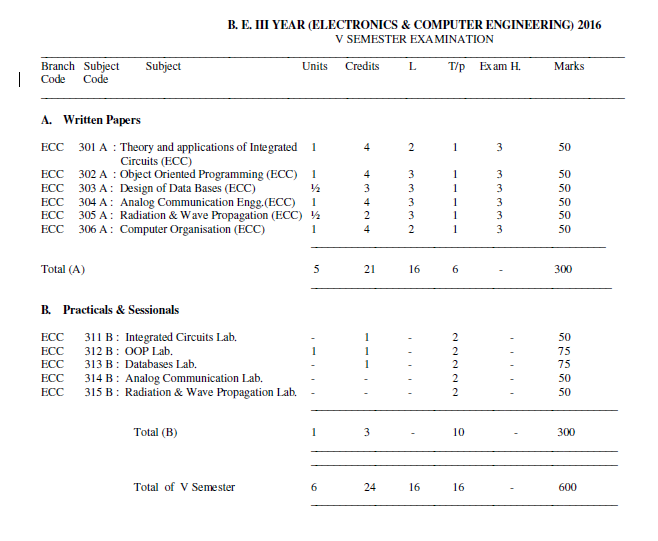 B. E. III YEAR (ELECTRONICS & COMPUTER ENGINEERING) 2016
V SEMESTER EXAMINATION
Branch Subject Subject Units Credits L T/p Exam H. Marks
Code Code
A. Written Papers
ECC 301 A : Theory and applications of Integrated 1 4 2 1 3 50
Circuits (ECC)
ECC 302 A : Object Oriented Programming (ECC) 1 4 3 1 3 50
ECC 303 A : Design of Data Bases (ECC) ½ 3 3 1 3 50
ECC 304 A : Analog Communication Engg.(ECC) 1 4 3 1 3 50
ECC 305 A : Radiation & Wave Propagation (ECC) ½ 2 3 1 3 50
ECC 306 A : Computer Organisation (ECC) 1 4 2 1 3 50
Total (A) 5 21 16 6 - 300
B. Practicals & Sessionals
ECC 311 B : Integrated Circuits Lab. - 1 - 2 - 50
ECC 312 B : OOP Lab. 1 1 - 2 - 75
ECC 313 B : Databases Lab. - 1 - 2 - 75
ECC 314 B : Analog Communication Lab. - - - 2 - 50
ECC 315 B : Radiation & Wave Propagation Lab. - - - 2 - 50
Total (B) 1 3 - 10 - 300
Total of V Semester 6 24 16 16 - 600